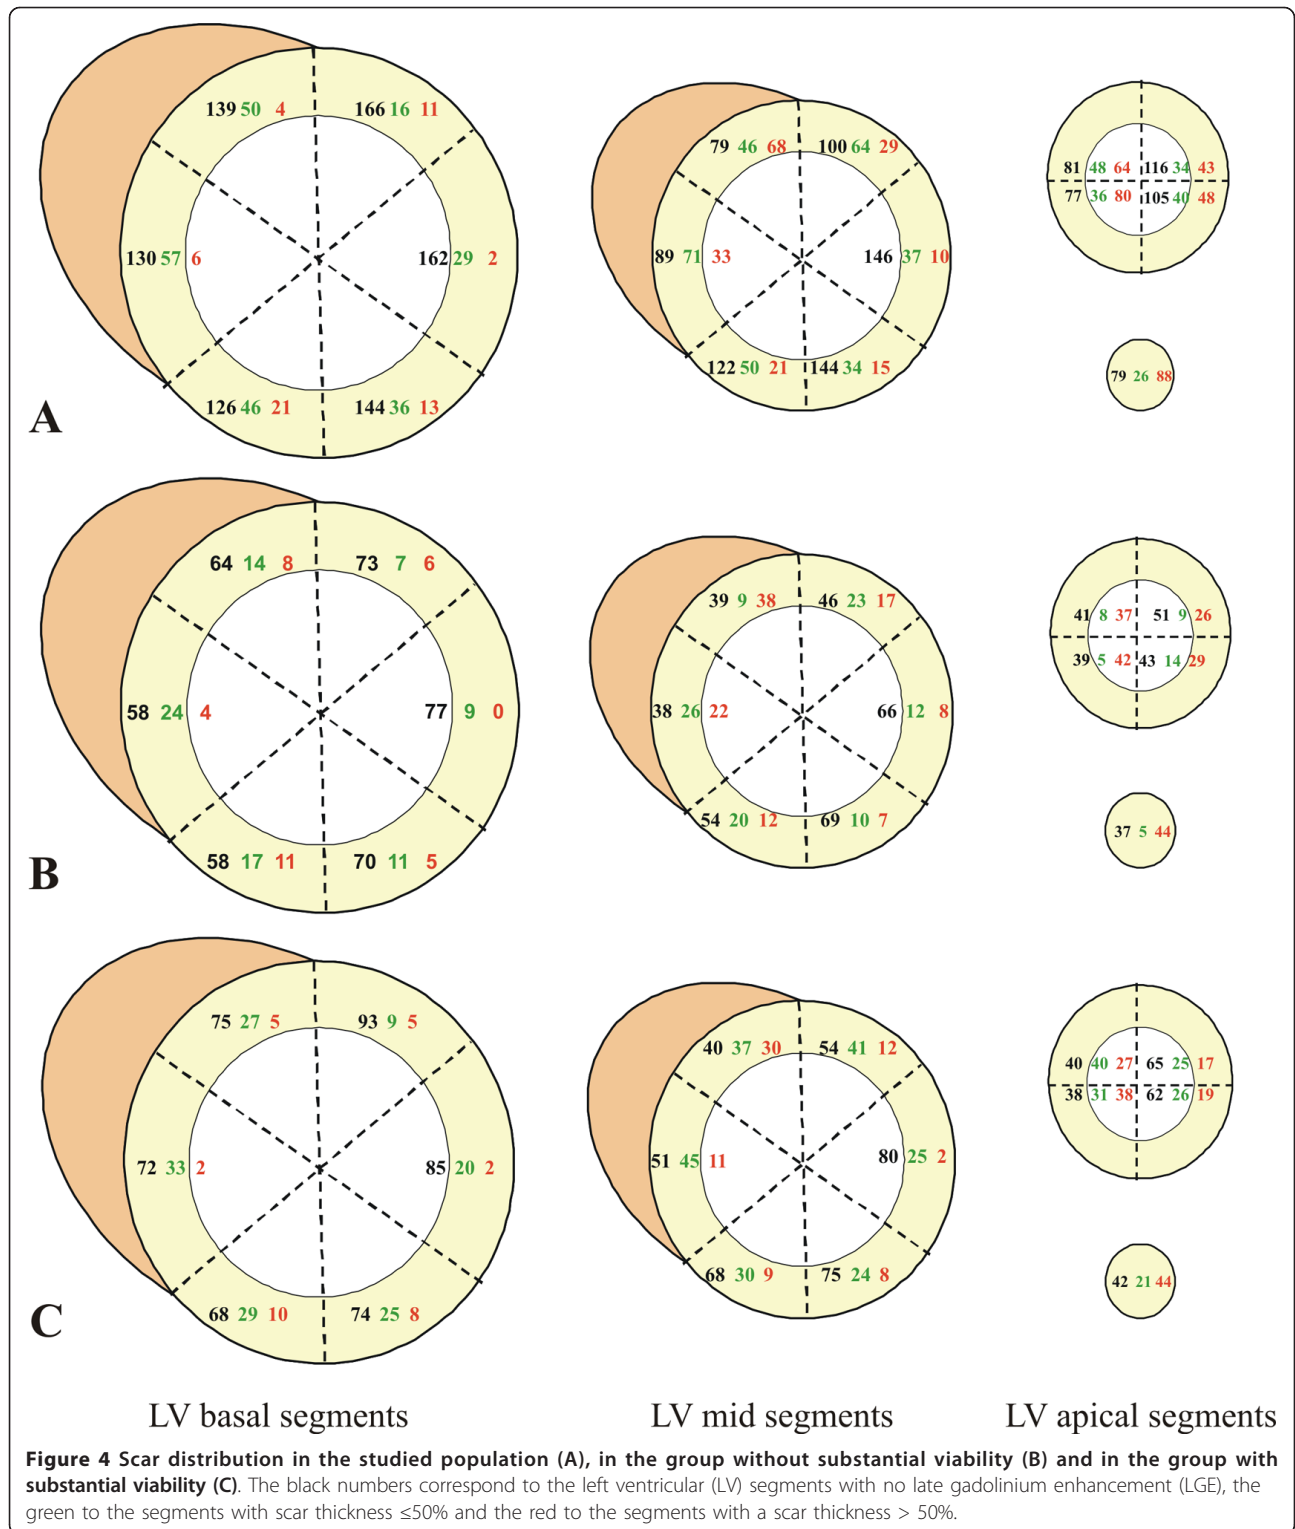 139 50 4 166 16 11
130 57 6 162 29 2
126 46 21 144 36 13
79 46 68 100 64 29
89 71 33 146 37 10
122 50 21 144 34 15
81 48 64 116 34 43
77 36 80 105 40 48
79 26 88
A
64 14 8 73 7 6
58 24 4 77 9 0
58 17 11 70 11 5
39 9 38 46 23 17
38 26 22 66 12 8
54 20 12 69 10 7
41 8 37 51 9 26
39 5 42 43 14 29
37 5 44
B
75 27 5 93 9 5
72 33 2 85 20 2
68 29 10 74 25 8
40 37 30 54 41 12
51 45 11 80 25 2
68 30 9 75 24 8
40 40 27 65 25 17
38 31 38 62 26 19
42 21 44
C
LV basal segments LV mid segments LV apical segments
Figure 4 Scar distribution in the studied population (A), in the group without substantial viability (B) and in the group with
substantial viability (C). The black numbers correspond to the left ventricular (LV) segments with no late gadolinium enhancement (LGE), the
green to the segments with scar thickness ≤50% and the red to the segments with a scar thickness > 50%.